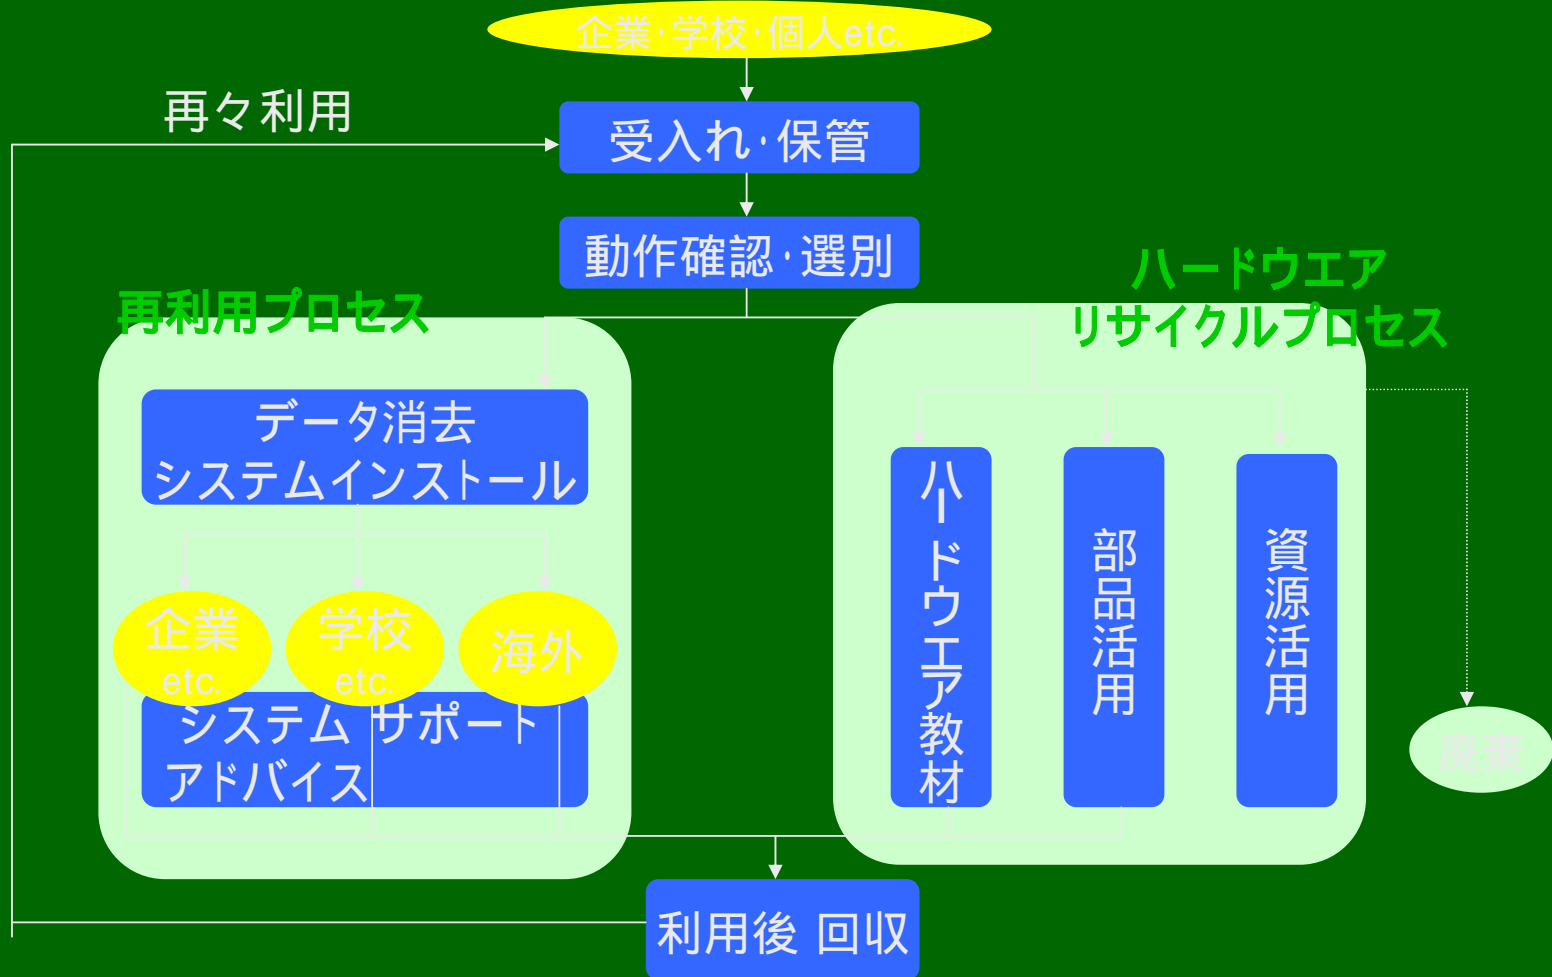 企業・学校・個人etc.
再々利用
受入れ・保管
動作確認・選別
再利用プロセス
ハードウエア
リサイクルプロセス
データ消去
システムインストール
企業
etc.
学校
etc.
海外
システム サポート
アドバイス
ハードウエア教材
部品活用
資源活用
廃棄
利用後 回収